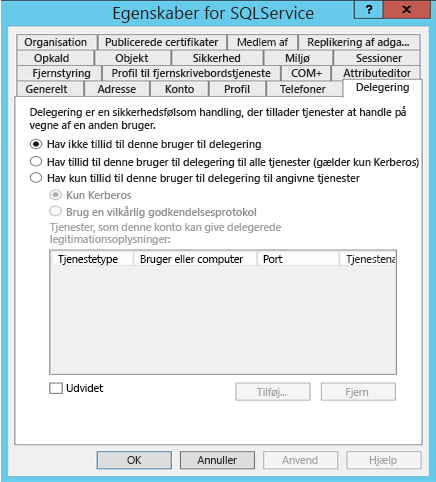 Egenskaber for SQLService
?
x
Organisation
Publicerede certifikater
Medlem af
Replikering af adga...
Opkald
Objekt
Sikkerhed
Miljø
Sessioner
Fjernstyring
Profil til fjernskrivebordstjeneste
COM+
Attributeditor
Generelt
Adresse
Konto
Profil
Telefoner
Delegering
Delegering er en sikkerhedsfølsom handling, der tillader tjenester at handle på
vegne af en anden bruger.
Hav ikke tillid til denne bruger til delegering
Hav tillid til denne bruger til delegering til alle tjenester (gælder kun Kerberos)
Hav kun tillid til denne bruger til delegering til angivne tjenester
Kun Kerberos
Brug en vilkårlig godkendelsesprotokol
Tjenester, som denne konto kan give delegerede
legitimationsoplysninger:
Tjenestetype
Bruger eller computer
Port
Tjenestena
Udvidet
Tilføj...
Fjern
OK
Annuller
Anvend
Hjælp